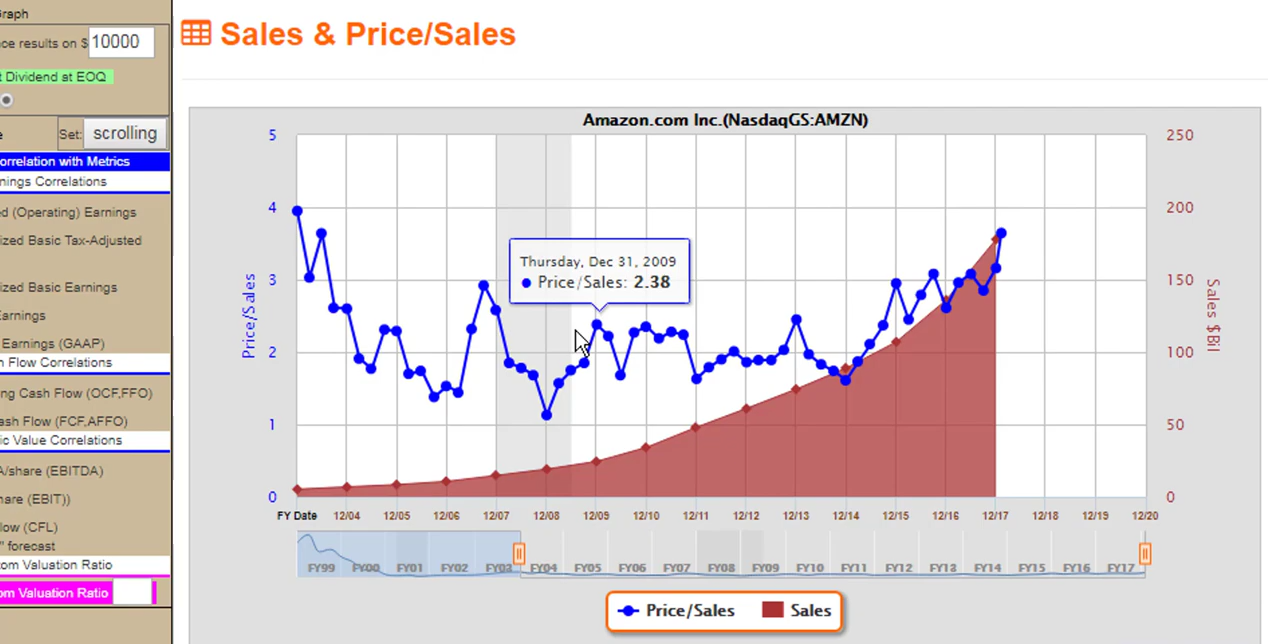 Graph
ce results on $ 10000
t Dividend at EOQ
e Set: scrolling
orrelation with Metrics
nings Correlations
d (Operating) Earnings
ized Basic Tax-Adjusted
ized Basic Earnings
Earnings
Earnings (GAAP)
h Flow Correlations
ng Cash Flow (OCF,FFO)
ash Flow (FCF,AFFO)
ic Value Correlations
A/share (EBITDA)
hare (EBIT))
low (CFL)
" forecast
tom Valuation Ratio
om Valuation Ratio
Sales & Price/Sales
Amazon.com Inc.(NasdaqGS:AMZN)
5
4
3
2
1
0
Price/Sales
250
200
150
100
50
0
Sales $Bil
Thursday, Dec 31, 2009
Price/Sales: 2.38
FY Date 12/04 12/05 12/06 12/07 12/08 12/09 12/10 12/11 12/12 12/13 12/14 12/15 12/16 12/17 12/18 12/19 12/20
FY99 FY00 FY01 FY02 FY03 FY04 FY05 FY06 FY07 FY08 FY09 FY10 FY11 FY12 FY13 FY14 FY15 FY16 FY17
Price/Sales Sales